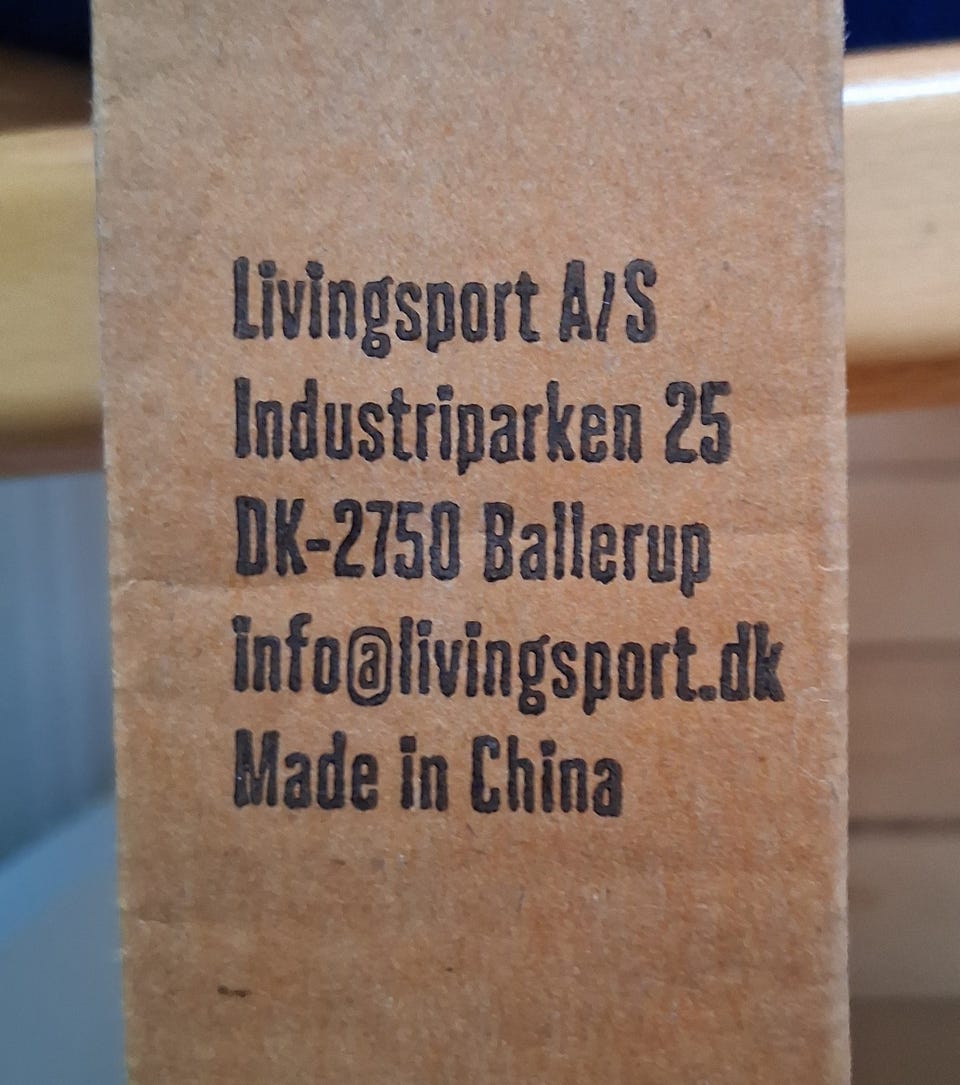 Livingsport A/S
Industriparken 25
DK-2750 Ballerup
info@livingsport.dk
Made in China